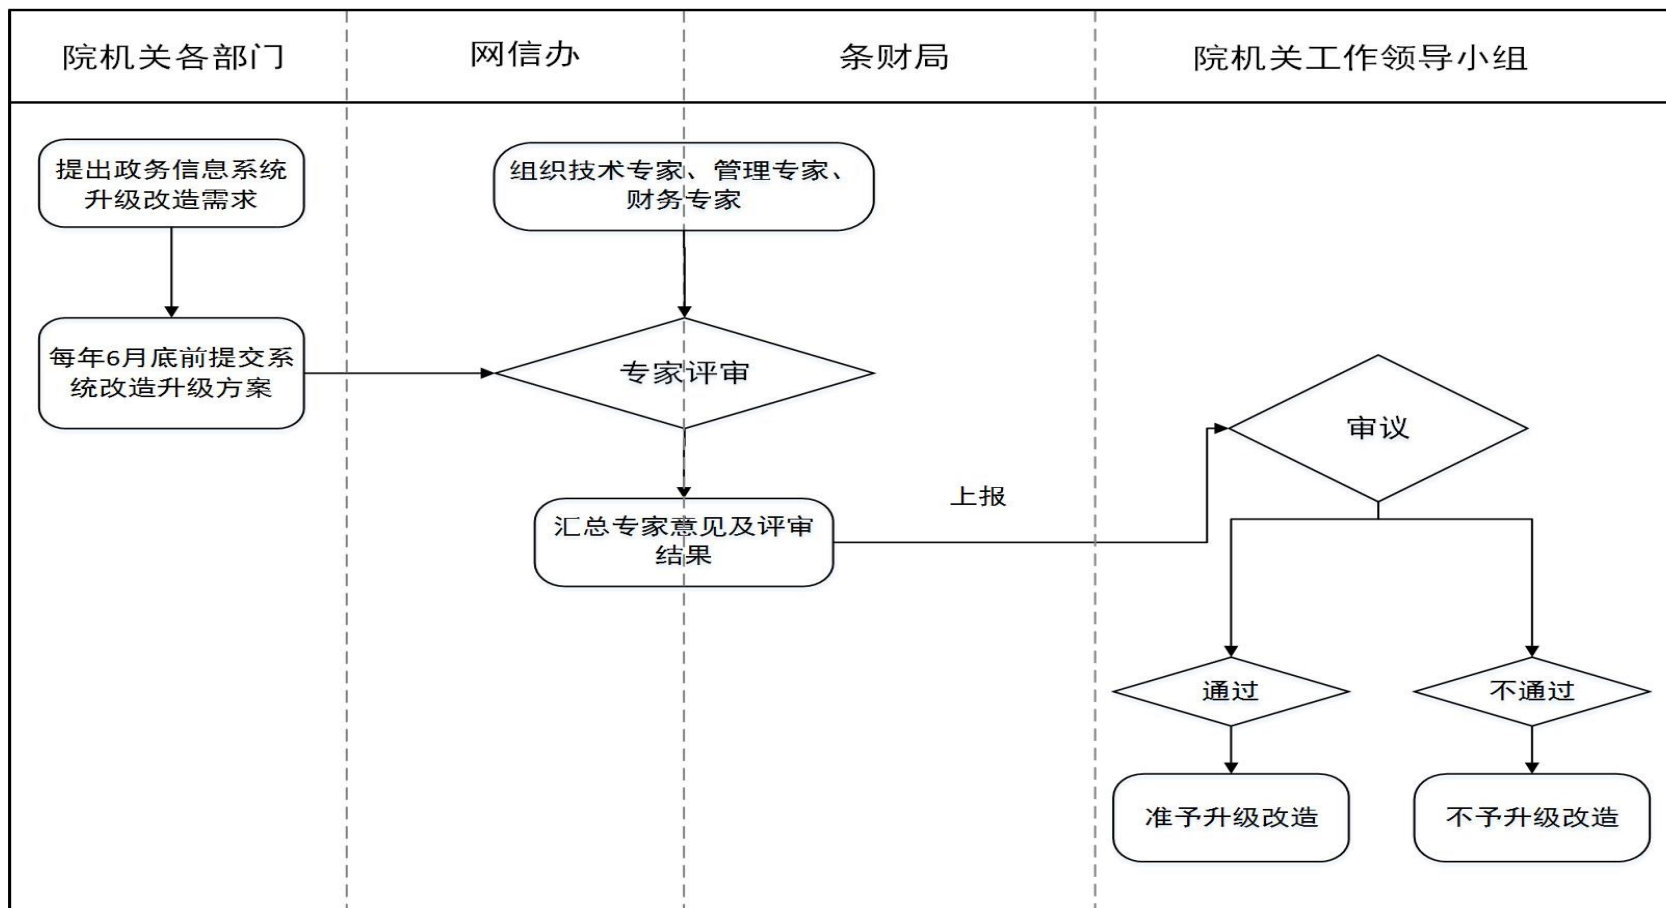 院机关各部门
网信办
条财局
院机关工作领导小组
提出政务信息系统
升级改造需求
组织技术专家、管理专家、
财务专家
每年6月底前提交系
统改造升级方案
专家评审
审议
上报
汇总专家意见及评审
结果
通过
不通过
准予升级改造
不予升级改造